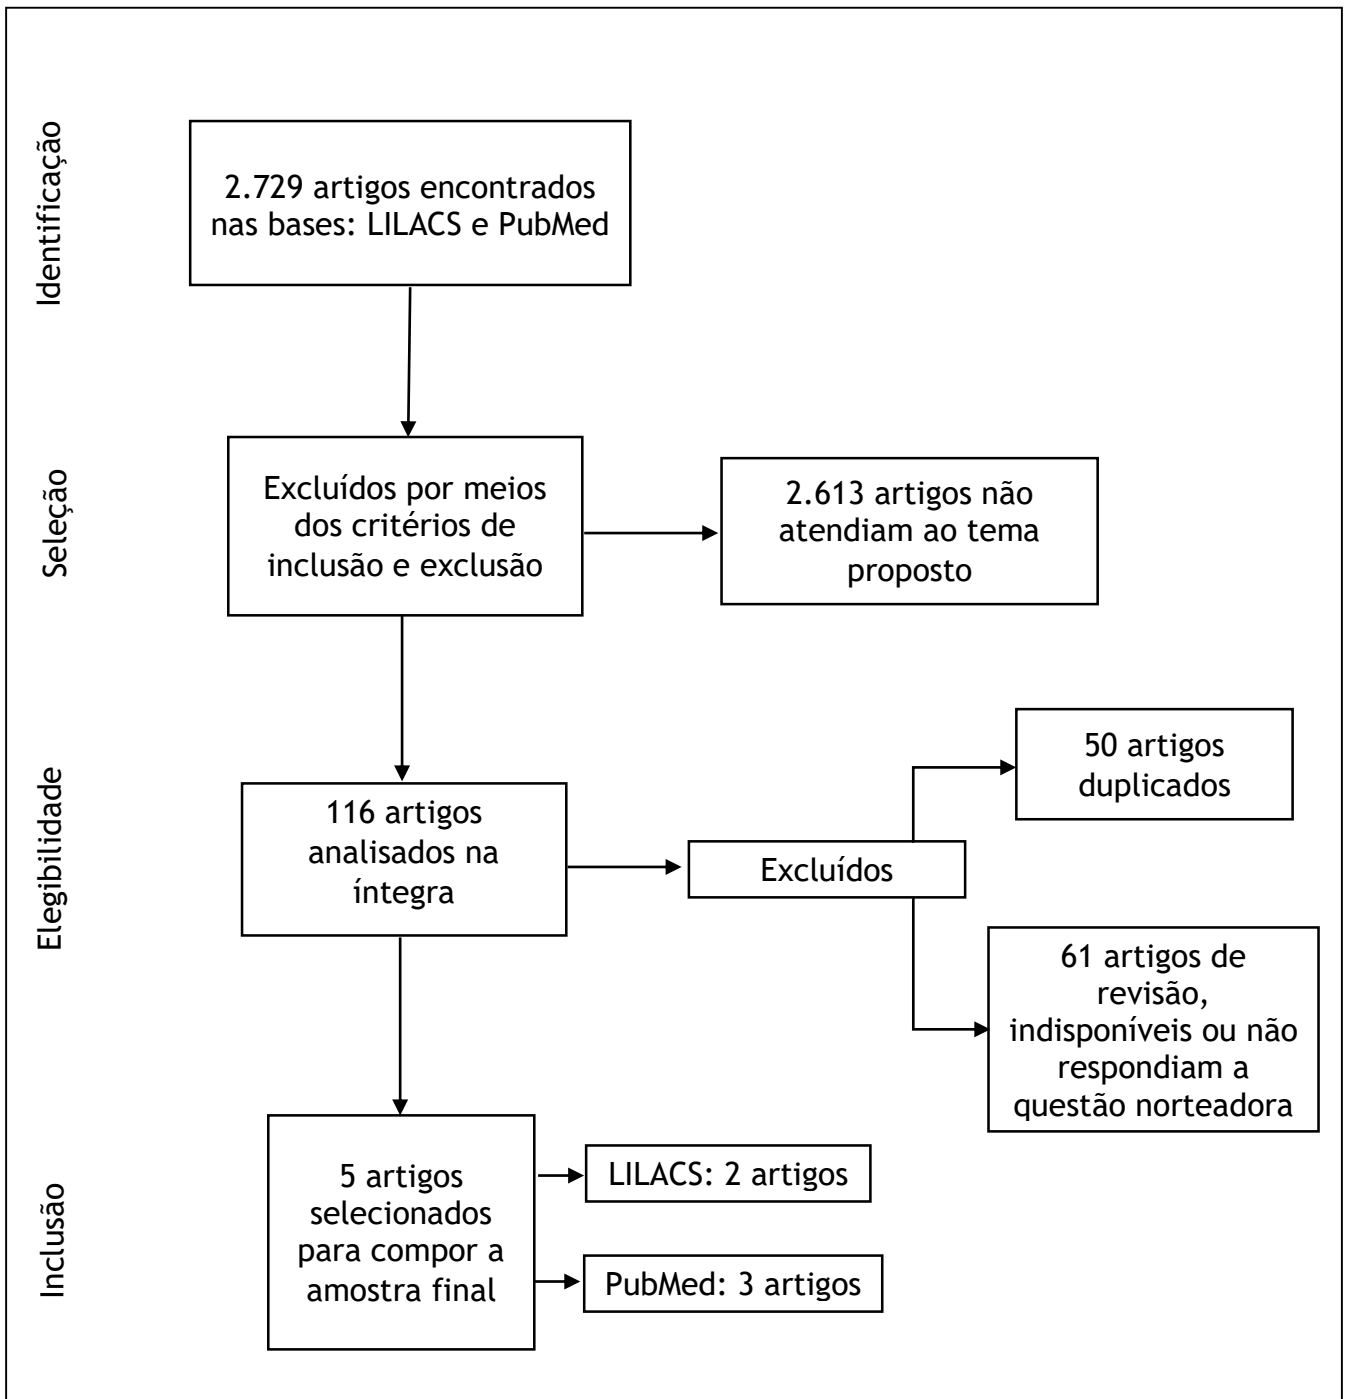 Identificação
2.729 artigos encontrados
nas bases: LILACS e PubMed
Seleção
Excluídos por meios
dos critérios de
inclusão e exclusão
2.613 artigos não
atendiam ao tema
proposto
Elegibilidade
116 artigos
analisados na
íntegra
Excluídos
50 artigos
duplicados
61 artigos de
revisão,
indisponíveis ou não
respondiam a
questão norteadora
Inclusão
5 artigos
selecionados
para compor a
amostra final
LILACS: 2 artigos
PubMed: 3 artigos